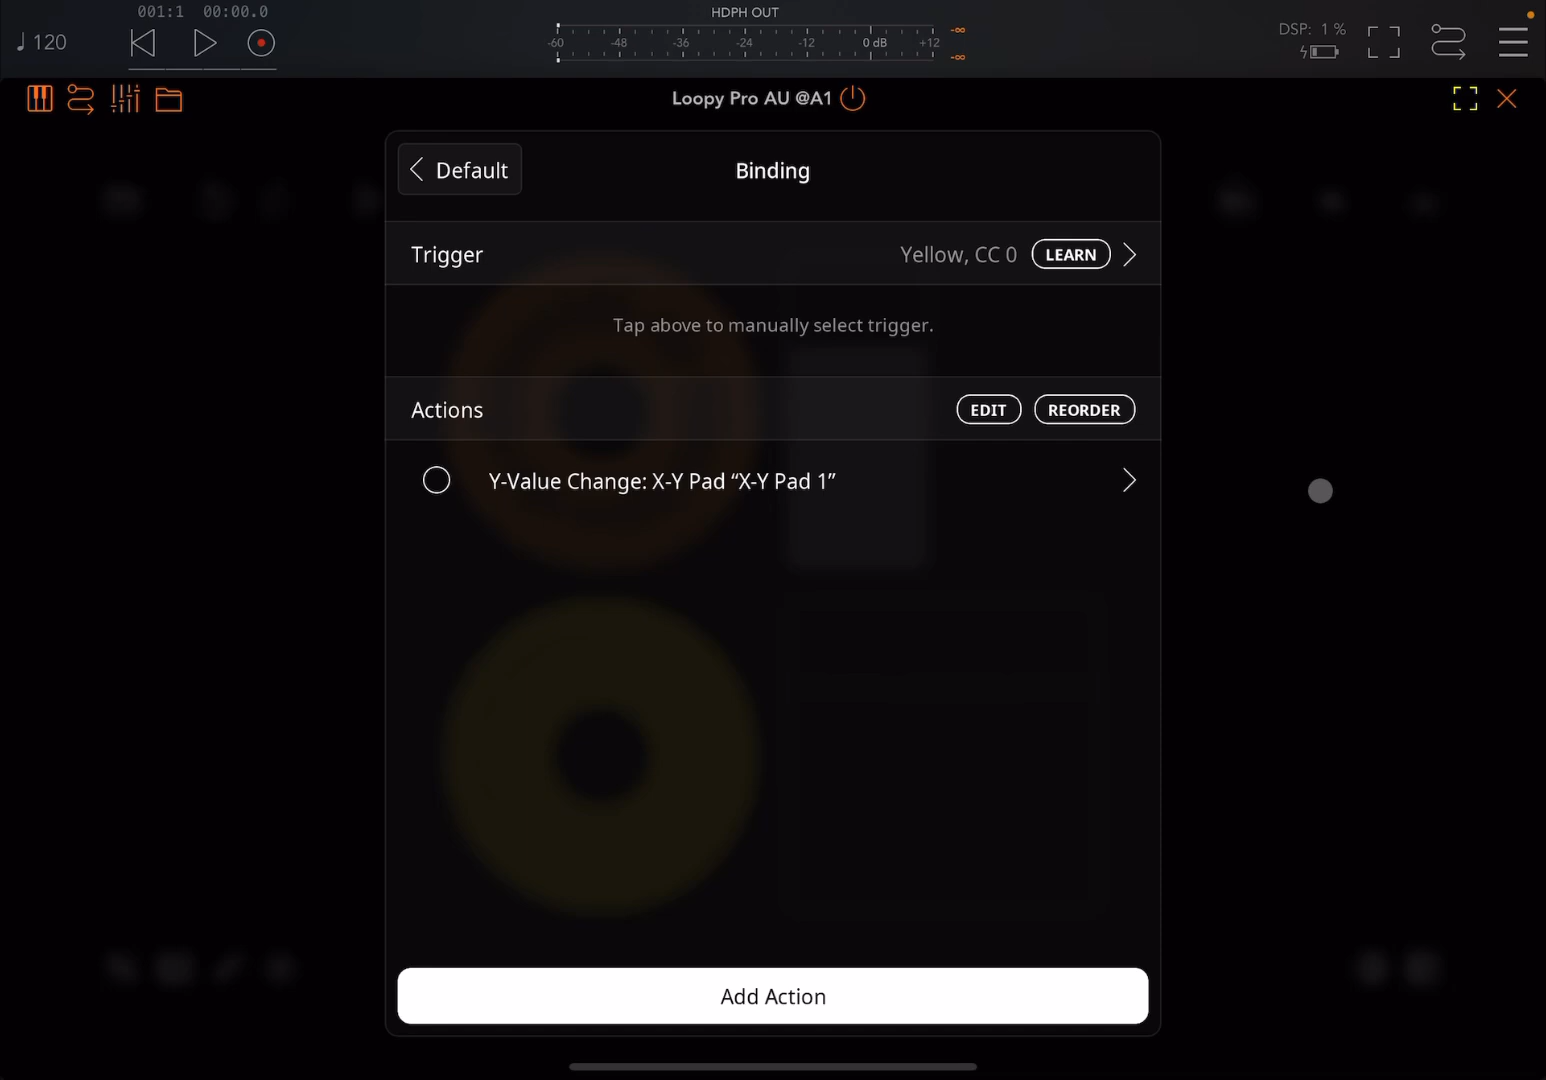 001:1 00:00.0
HDPH OUT
♩ 120
-60 -48 -36 -24 -12 0 dB +12
-∞
-∞
DSP: 1 %
Loopy Pro AU @A1
Default
Binding
Trigger
Yellow, CC 0
LEARN
Tap above to manually select trigger.
Actions
EDIT
REORDER
Y-Value Change: X-Y Pad “X-Y Pad 1”
Add Action